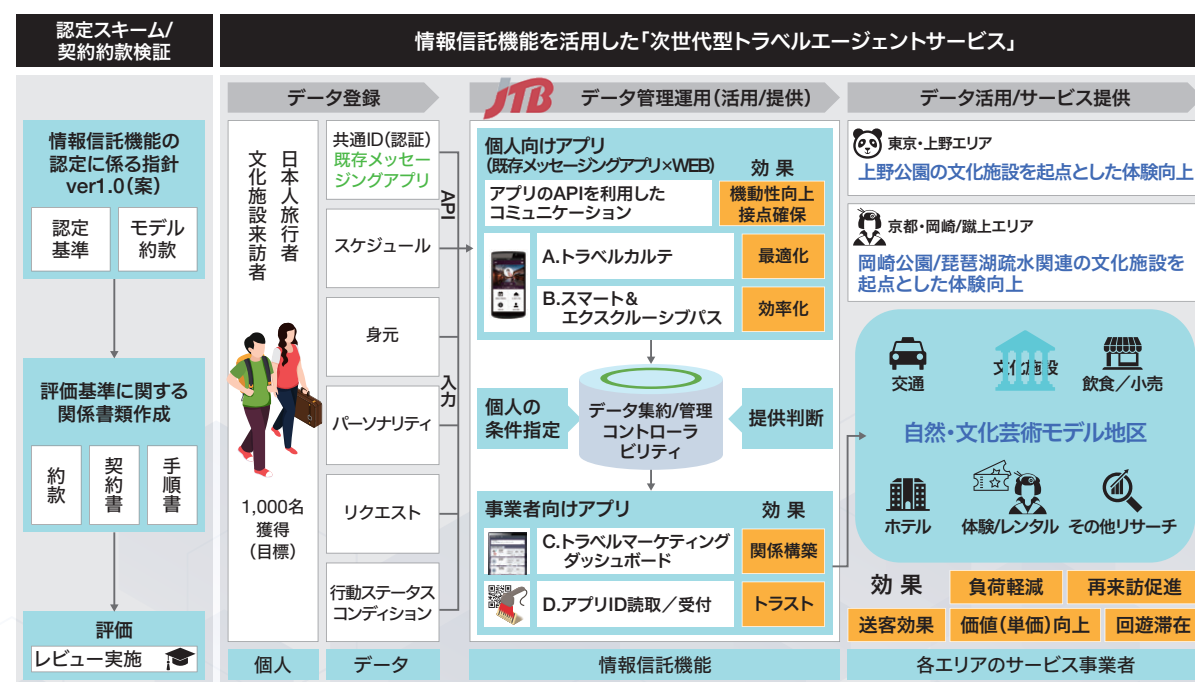 認定スキーム/
契約約款検証
情報信託機能を活用した「次世代型トラベルエージェントサービス」
情報信託機能の
認定に係る指針
ver1.0(案)
認定
基準
モデル
約款
評価基準に関する
関係書類作成
約款
契約書
手順書
評価
レビュー実施
データ登録
日本人旅行者
文化施設来訪者
1,000名
獲得
(目標)
個人
共通ID(認証)
既存メッセー
ジングアプリ
スケジュール
身元
パーソナリティ
リクエスト
行動ステータス
コンディション
データ
API
入力
JTB
データ管理運用(活用/提供)
個人向けアプリ
(既存メッセージングアプリ×WEB)
効果
アプリのAPIを利用した
コミュニケーション
機動性向上
接点確保
A.トラベルカルテ
最適化
B.スマート&
エクスクルーシブパス
効率化
個人の
条件指定
データ集約/管理
コントローラ
ビリティ
提供判断
事業者向けアプリ
効果
C.トラベルマーケティング
ダッシュボード
関係構築
D.アプリID読取/受付
トラスト
情報信託機能
データ活用/サービス提供
東京・上野エリア
上野公園の文化施設を起点とした体験向上
京都・岡崎/蹴上エリア
岡崎公園/琵琶湖疏水関連の文化施設を
起点とした体験向上
交通
文化施設
飲食/小売
自然・文化芸術モデル地区
ホテル
体験/レンタル
その他リサーチ
効果
負荷軽減
再来訪促進
送客効果
価値(単価)向上
回遊滞在
各エリアのサービス事業者